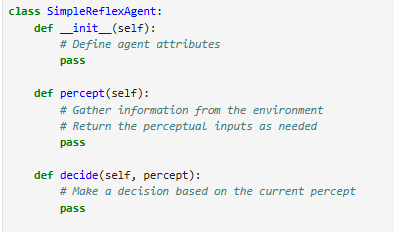 class SimpleReflexAgent:
    def __init__(self):
        # Define agent attributes
        pass

    def percept(self):
        # Gather information from the environment
        # Return the perceptual inputs as needed
        pass

    def decide(self, percept):
        # Make a decision based on the current percept
        pass